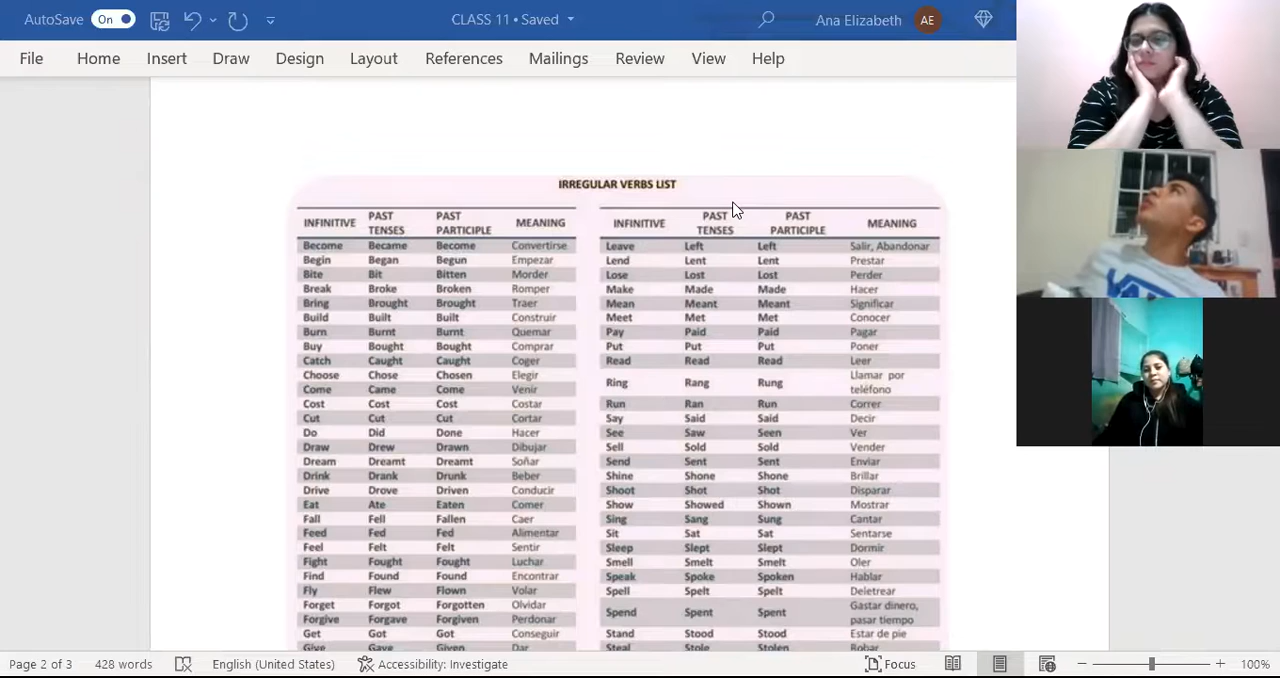 AutoSave On CLASS 11 • Saved Ana Elizabeth AE
File Home Insert Draw Design Layout References Mailings Review View Help
IRREGULAR VERBS LIST
INFINITIVE PAST TENSES PAST PARTICIPLE MEANING INFINITIVE PAST TENSES PAST PARTICIPLE MEANING
Become Became Become Convertirse Leave Left Left Salir, Abandonar
Begin Began Begun Empezar Lend Lent Lent Prestar
Bite Bit Bitten Morder Lose Lost Lost Perder
Break Broke Broken Romper Make Made Made Hacer
Bring Brought Brought Traer Mean Meant Meant Significar
Build Built Built Construir Meet Met Met Conocer
Burn Burnt Burnt Quemar Pay Paid Paid Pagar
Buy Bought Bought Comprar Put Put Put Poner
Catch Caught Caught Coger Read Read Read Leer
Choose Chose Chosen Elegir Ring Rang Rung Llamar por teléfono
Come Came Come Venir
Cost Cost Cost Costar Run Ran Run Correr
Cut Cut Cut Cortar Say Said Said Decir
Do Did Done Hacer See Saw Seen Ver
Draw Drew Drawn Dibujar Sell Sold Sold Vender
Dream Dreamt Dreamt Soñar Send Sent Sent Enviar
Drink Drank Drunk Beber Shine Shone Shone Brillar
Drive Drove Driven Conducir Shoot Shot Shot Disparar
Eat Ate Eaten Comer Show Showed Shown Mostrar
Fall Fell Fallen Caer Sing Sang Sung Cantar
Feed Fed Fed Alimentar Sit Sat Sat Sentarse
Feel Felt Felt Sentir Sleep Slept Slept Dormir
Fight Fought Fought Luchar Smell Smelt Smelt Oler
Find Found Found Encontrar Speak Spoke Spoken Hablar
Fly Flew Flown Volar Spell Spelt Spelt Deletrear
Forget Forgot Forgotten Olvidar Spend Spent Spent Gastar dinero, pasar tiempo
Forgive Forgave Forgiven Perdonar
Get Got Got Conseguir Stand Stood Stood Estar de pie
Give Gave Given Dar Steal Stole Stolen Robar
Page 2 of 3 428 words English (United States) Accessibility: Investigate Focus 100%